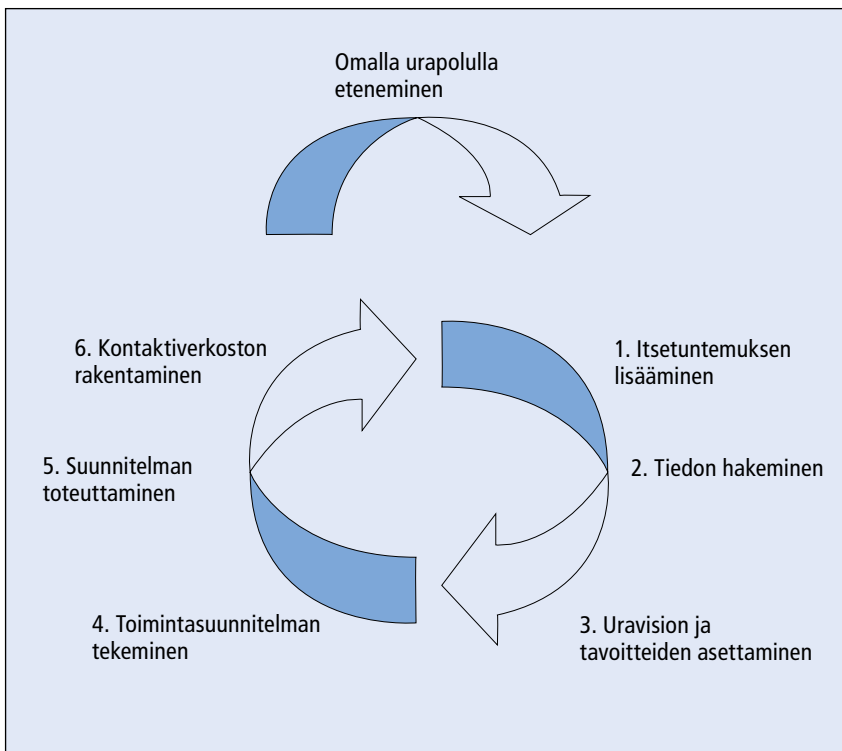 Omalla urapolulla
eteneminen
1. Itsetuntemuksen
lisääminen
2. Tiedon hakeminen
3. Uravision ja
tavoitteiden asettaminen
4. Toimintasuunnitelman
tekeminen
5. Suunnitelman
toteuttaminen
6. Kontaktiverkoston
rakentaminen